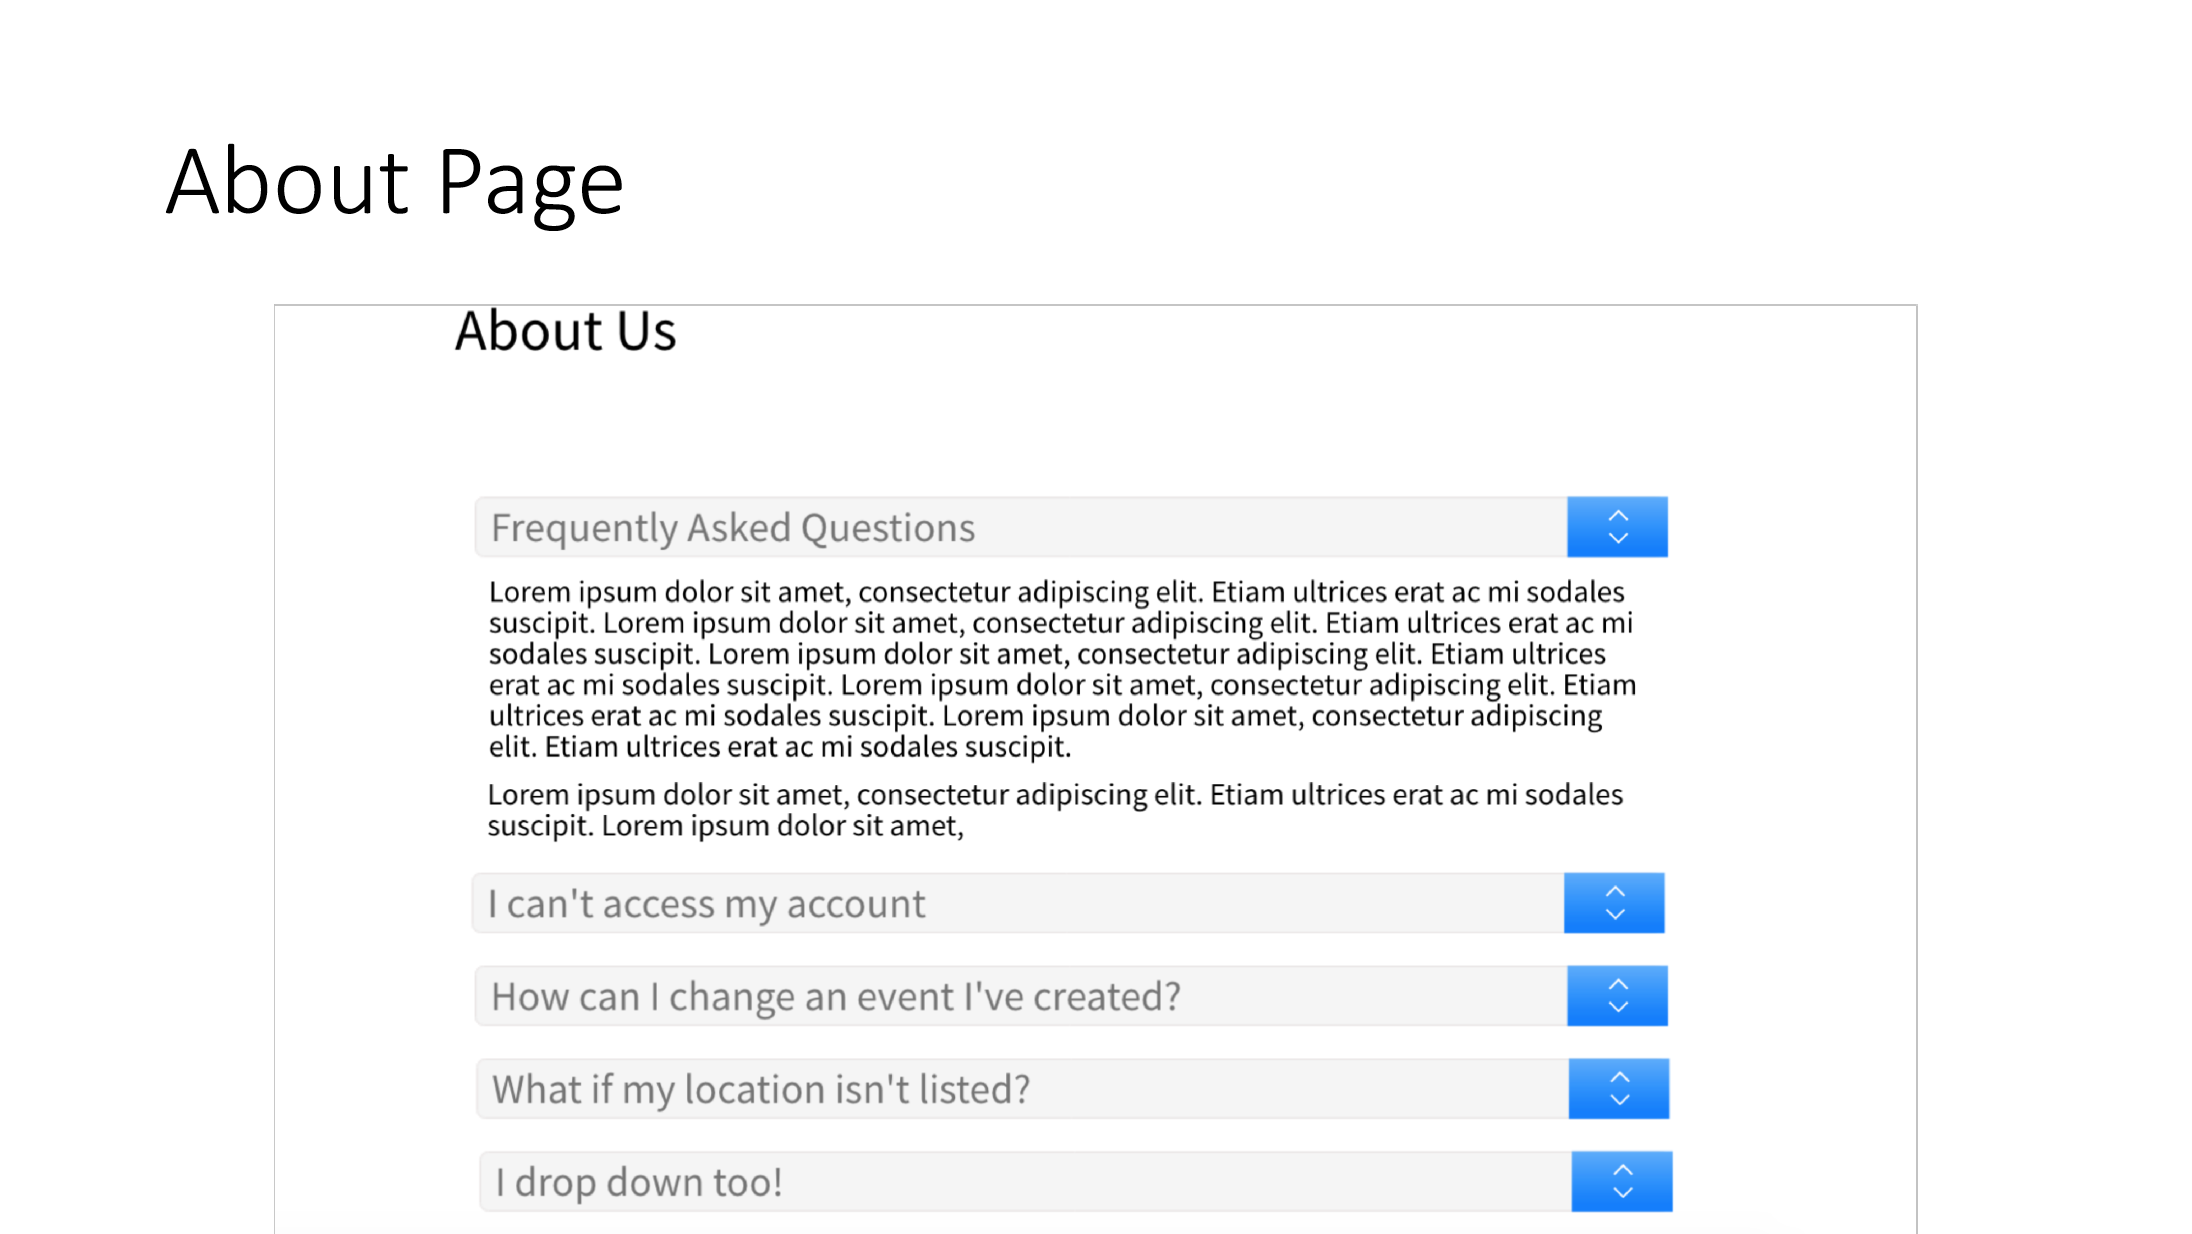 About Page
About Us
Frequently Asked Questions
Lorem ipsum dolor sit amet, consectetur adipiscing elit. Etiam ultrices erat ac mi sodales
suscipit. Lorem ipsum dolor sit amet, consectetur adipiscing elit. Etiam ultrices erat ac mi
sodales suscipit. Lorem ipsum dolor sit amet, consectetur adipiscing elit. Etiam ultrices
erat ac mi sodales suscipit. Lorem ipsum dolor sit amet, consectetur adipiscing elit. Etiam
ultrices erat ac mi sodales suscipit. Lorem ipsum dolor sit amet, consectetur adipiscing
elit. Etiam ultrices erat ac mi sodales suscipit.
Lorem ipsum dolor sit amet, consectetur adipiscing elit. Etiam ultrices erat ac mi sodales
suscipit. Lorem ipsum dolor sit amet,
I can't access my account
How can I change an event I've created?
What if my location isn't listed?
I drop down too!